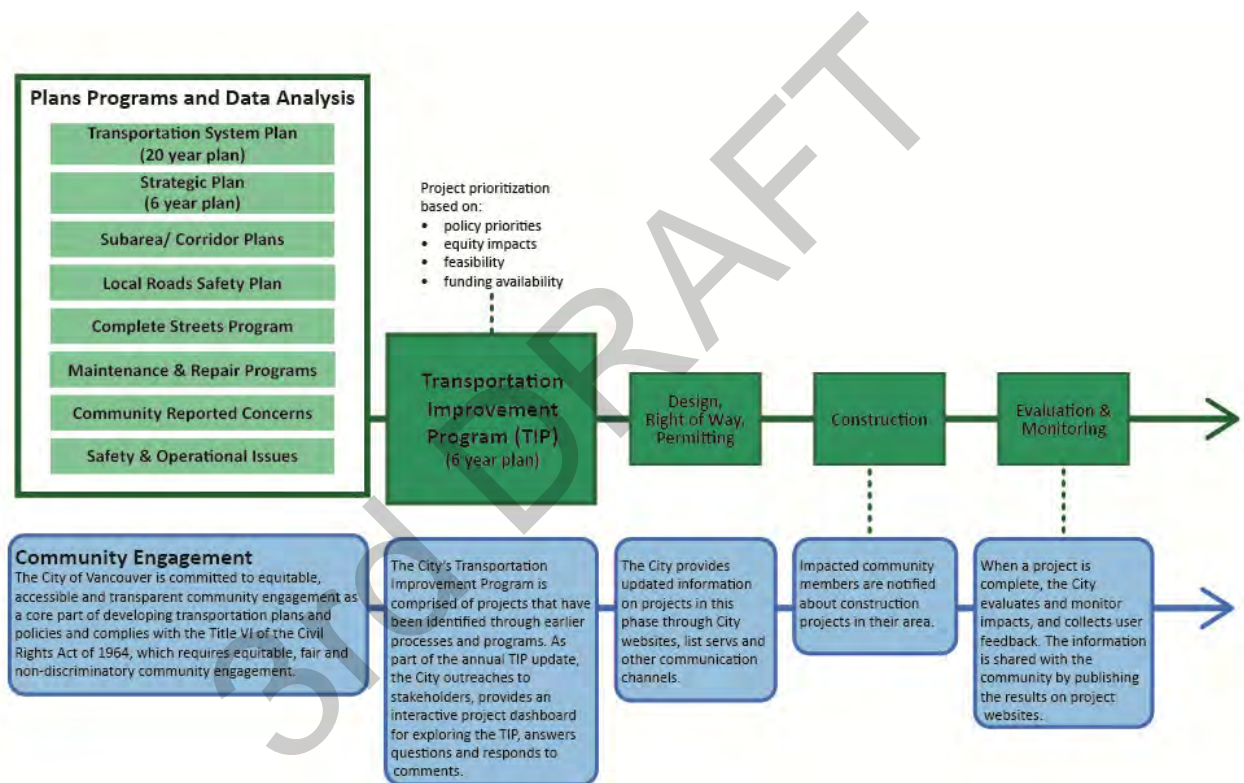 Plans Programs and Data Analysis
Transportation System Plan
(20 year plan)
Strategic Plan
(6 year plan)
Subarea/ Corridor Plans
Local Roads Safety Plan
Complete Streets Program
Maintenance & Repair Programs
Community Reported Concerns
Safety & Operational Issues
Project prioritization
based on:
• policy priorities
• equity impacts
• feasibility
• funding availability
Transportation
Improvement
Program (TIP)
(6 year plan)
Design,
Right of Way,
Permitting
Construction
Evaluation &
Monitoring
Community Engagement
The City of Vancouver is committed to equitable,
accessible and transparent community engagement as
a core part of developing transportation plans and
policies and complies with the Title VI of the Civil
Rights Act of 1964, which requires equitable, fair and
non-discriminatory community engagement.
The City's Transportation
Improvement Program is
comprised of projects that have
been identified through earlier
processes and programs. As
part of the annual TIP update,
the City outreaches to
stakeholders, provides an
interactive project dashboard
for exploring the TIP, answers
questions and responds to
comments.
The City provides
updated information
on projects in this
phase through City
websites, list servs and
other communication
channels.
Impacted community
members are notified
about construction
projects in their area.
When a project is
complete, the City
evaluates and monitor
impacts, and collects user
feedback. The information
is shared with the
community by publishing
the results on project
websites.
3rd DRAFT